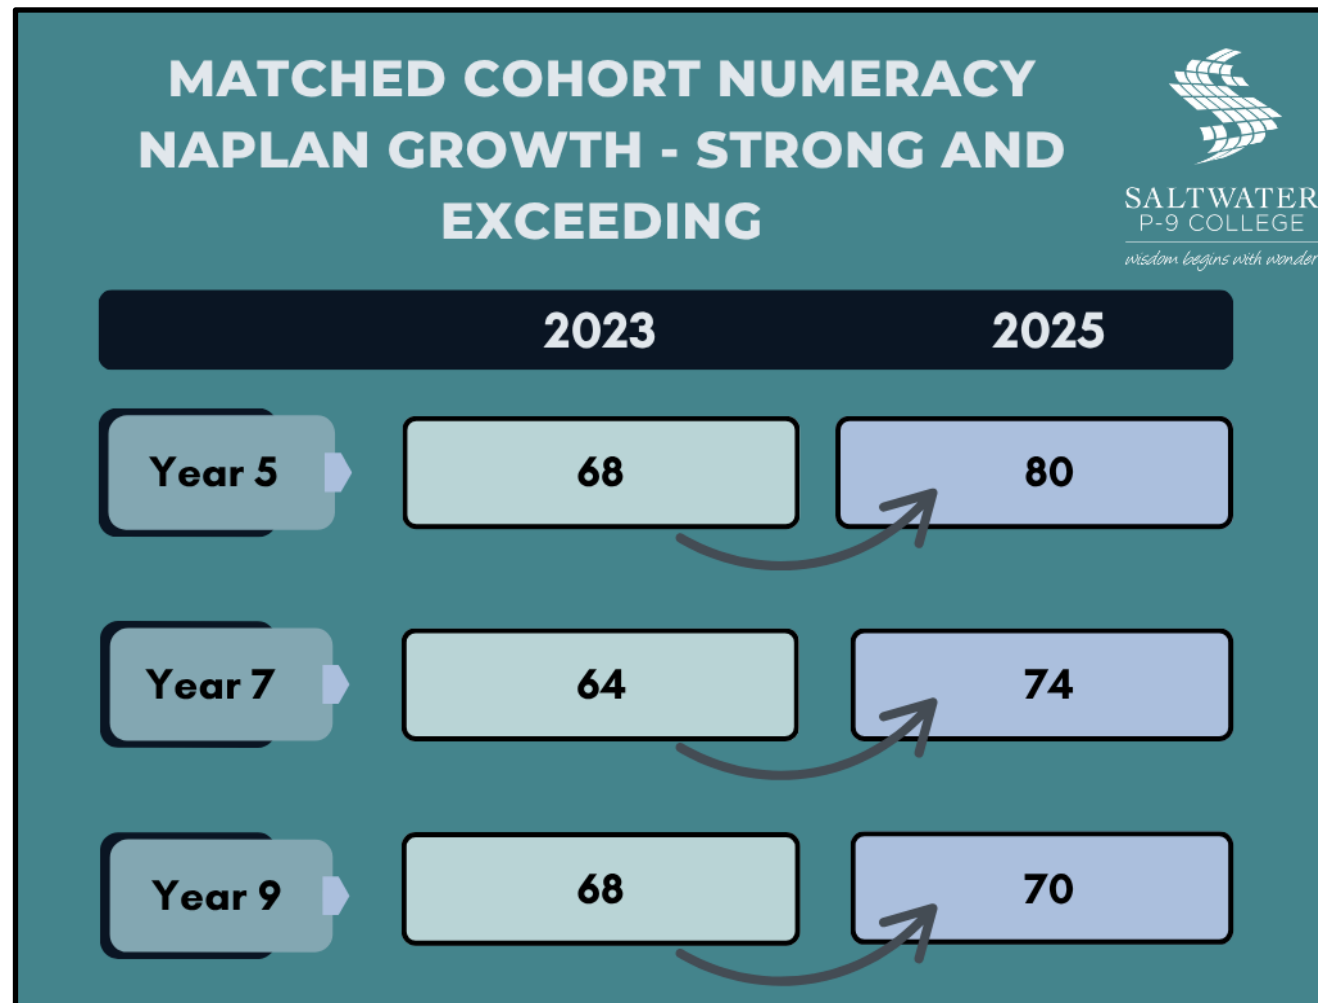 MATCHED COHORT NUMERACY
NAPLAN GROWTH - STRONG AND
EXCEEDING
SALTWATER
P-9 COLLEGE
wisdom begins with wonder
2023 2025
Year 5 68 80
Year 7 64 74
Year 9 68 70